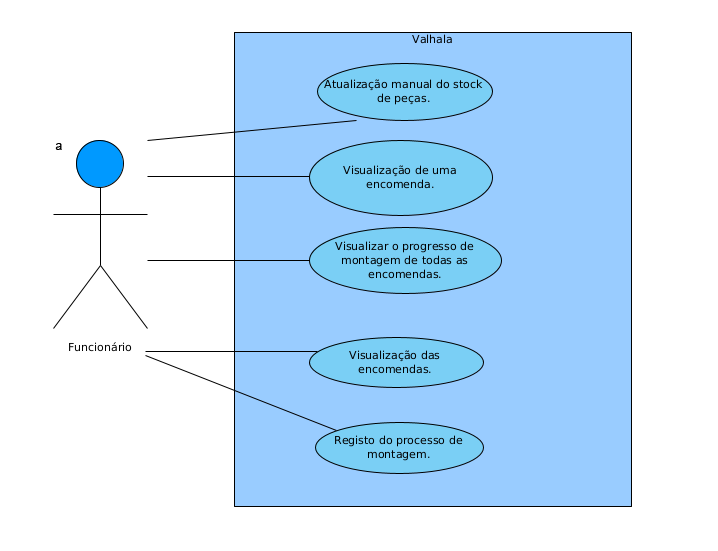 Valhala
Atualização manual do stock
de peças.
a
Visualização de uma
encomenda.
Visualizar o progresso de
montagem de todas as
encomendas.
Funcionário
Visualização das
encomendas.
Registo do processo de
montagem.